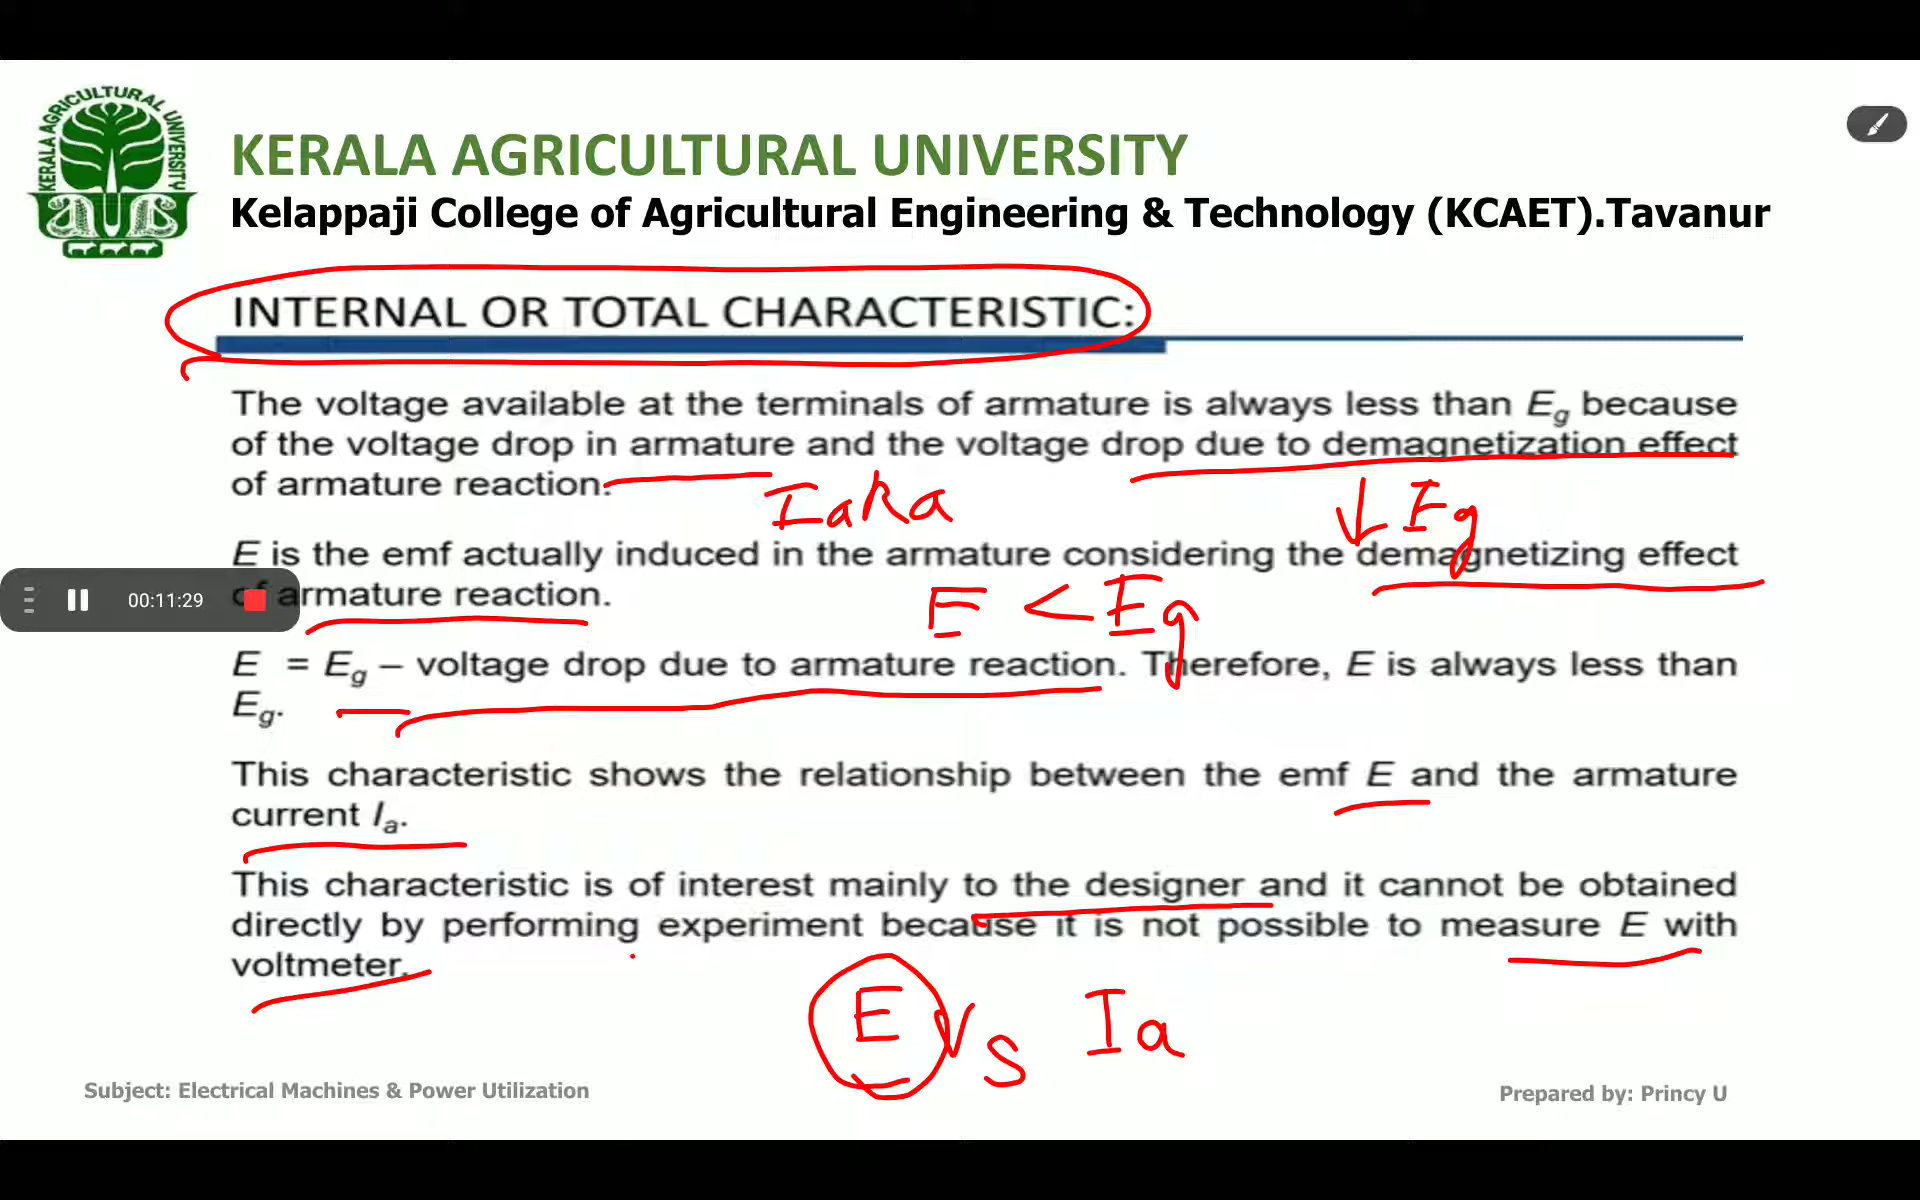 KERALA AGRICULTURAL UNIVERSITY
KERALA AGRICULTURAL UNIVERSITY
Kelappaji College of Agricultural Engineering & Technology (KCAET).Tavanur
INTERNAL OR TOTAL CHARACTERISTIC:
The voltage available at the terminals of armature is always less than Eg because
of the voltage drop in armature and the voltage drop due to demagnetization effect
of armature reaction.
IaRa
↓Eg
E is the emf actually induced in the armature considering the demagnetizing effect
armature reaction.
00:11:29
E < Eg
E = Eg – voltage drop due to armature reaction. Therefore, E is always less than
Eg.
This characteristic shows the relationship between the emf E and the armature
current Ia.
This characteristic is of interest mainly to the designer and it cannot be obtained
directly by performing experiment because it is not possible to measure E with
voltmeter.
E Vs Ia
Subject: Electrical Machines & Power Utilization
Prepared by: Princy U